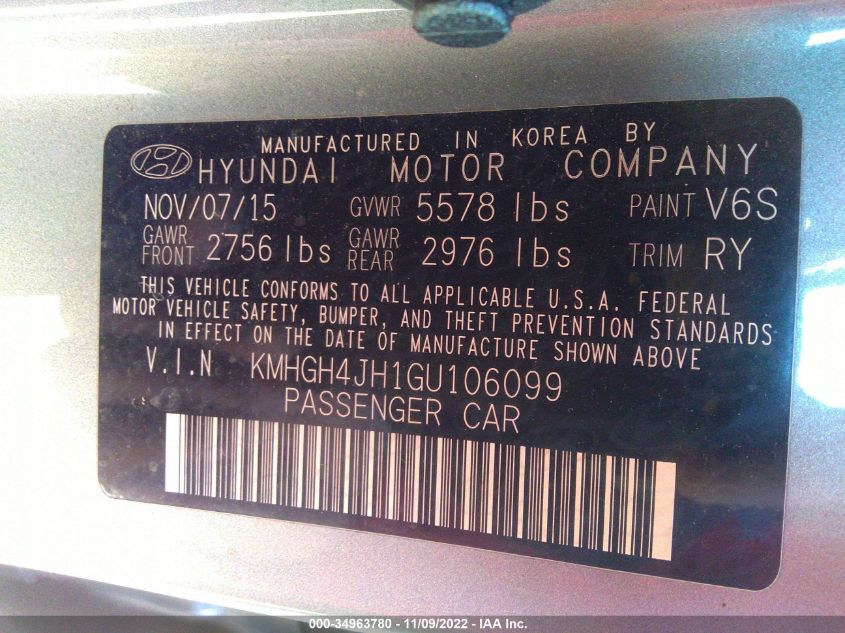 MANUFACTURED IN KOREA BY
HYUNDAI MOTOR COMPANY
NOV/07/15 GVWR 5578 lbs PAINT V6S
GAWR FRONT 2756 lbs GAWR REAR 2976 lbs TRIM RY
THIS VEHICLE CONFORMS TO ALL APPLICABLE U.S.A. FEDERAL
MOTOR VEHICLE SAFETY, BUMPER, AND THEFT PREVENTION STANDARDS
IN EFFECT ON THE DATE OF MANUFACTURE SHOWN ABOVE
V.I.N KMHGH4JH1GU106099
PASSENGER CAR
000-34963780 - 11/09/2022 - IAA Inc.